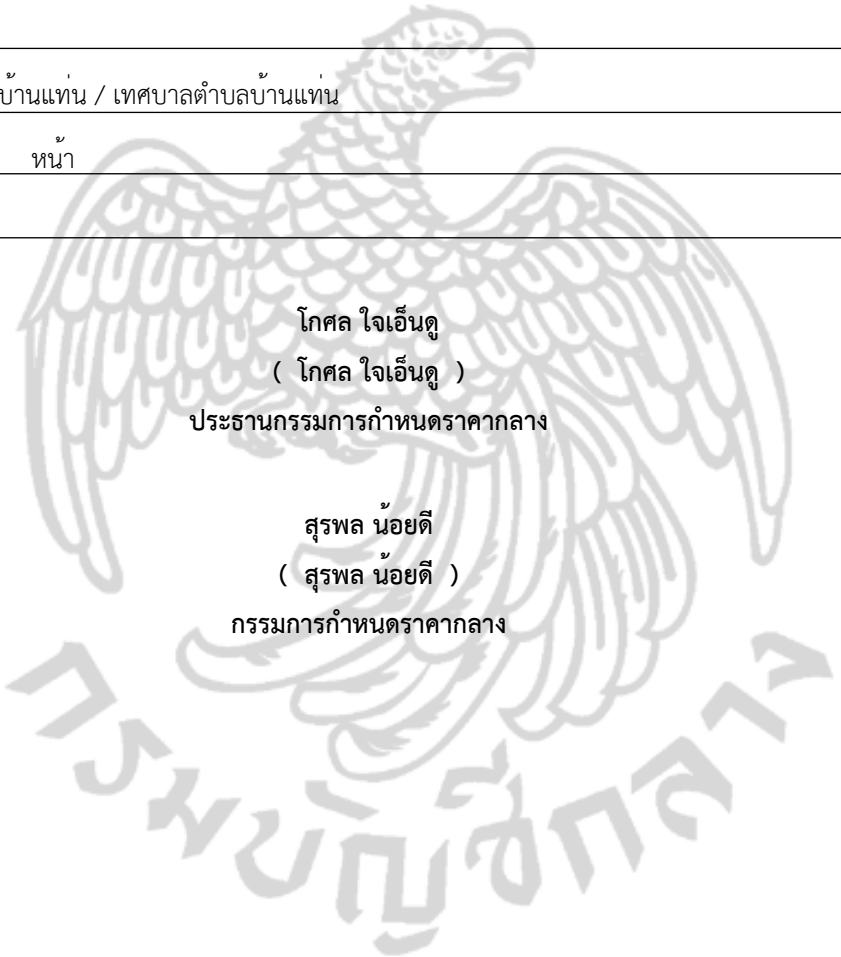 บ้านแท่น / เทศบาลตำบลบ้านแท่น
หน้า
โกศล ใจเอ็นดู
( โกศล ใจเอ็นดู )
ประธานกรรมการกำหนดราคากลาง
สุรพล น้อยดี
( สุรพล น้อยดี )
กรรมการกำหนดราคากลาง
กรมบัญชีกลาง